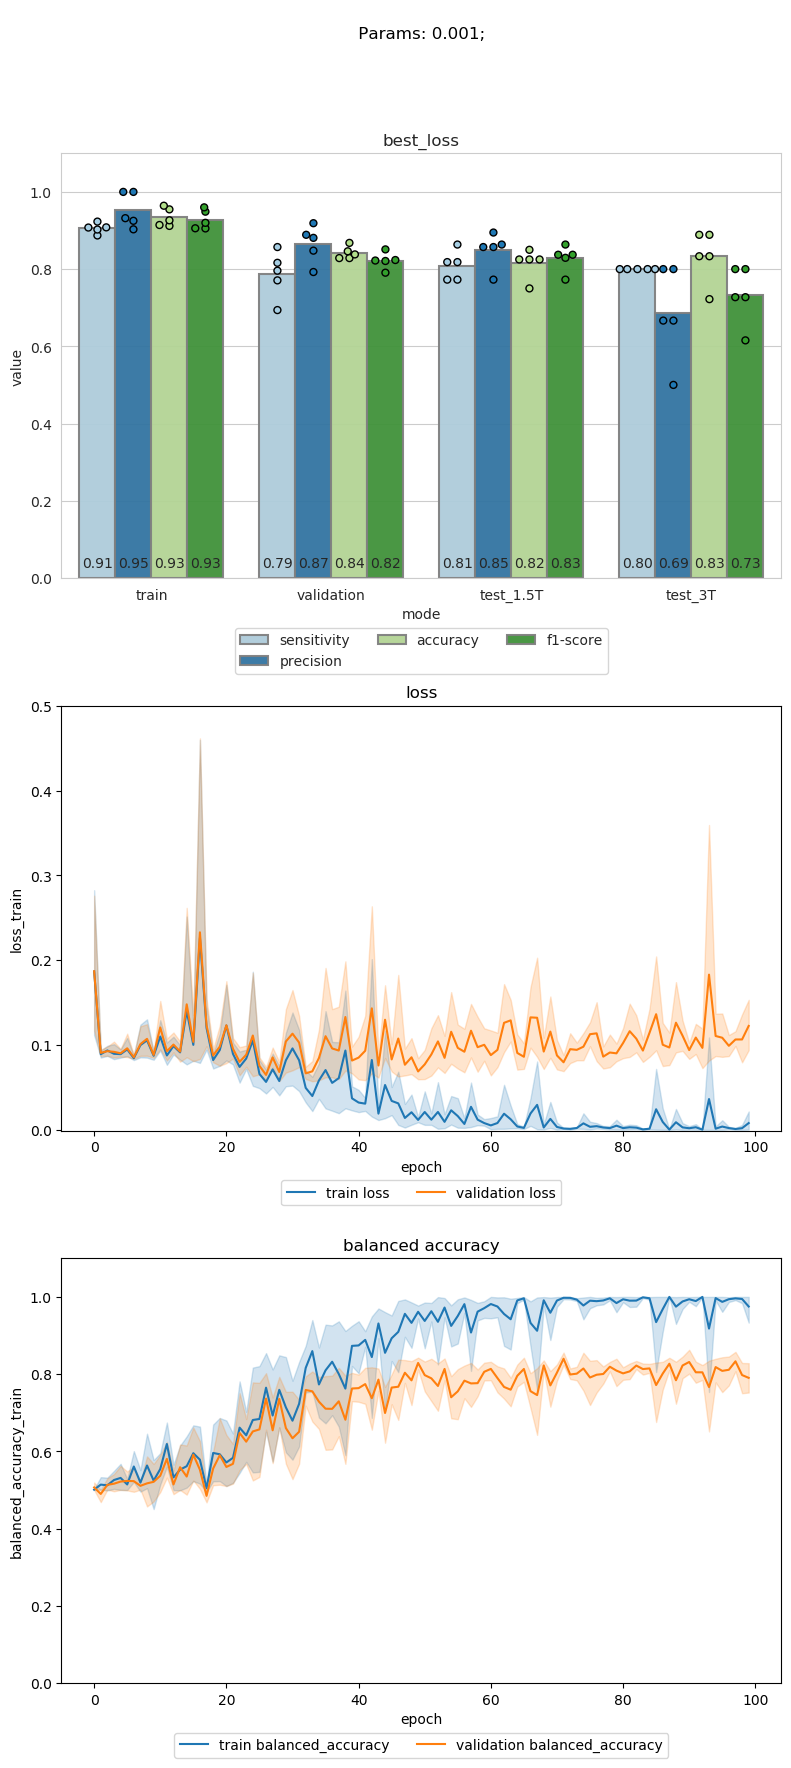 Params: 0.001;
best_loss
1.0
0.8
0.6
0.4
0.2
0.0
value
0.91 0.95 0.93 0.93 0.79 0.87 0.84 0.82 0.81 0.85 0.82 0.83 0.80 0.69 0.83 0.73
train validation test_1.5T test_3T
mode
sensitivity accuracy f1-score
precision
loss
0.5
0.4
0.3
0.2
0.1
0.0
loss_train
0 20 40 60 80 100
epoch
train loss validation loss
balanced accuracy
1.0
0.8
0.6
0.4
0.2
0.0
balanced_accuracy_train
0 20 40 60 80 100
epoch
train balanced_accuracy validation balanced_accuracy